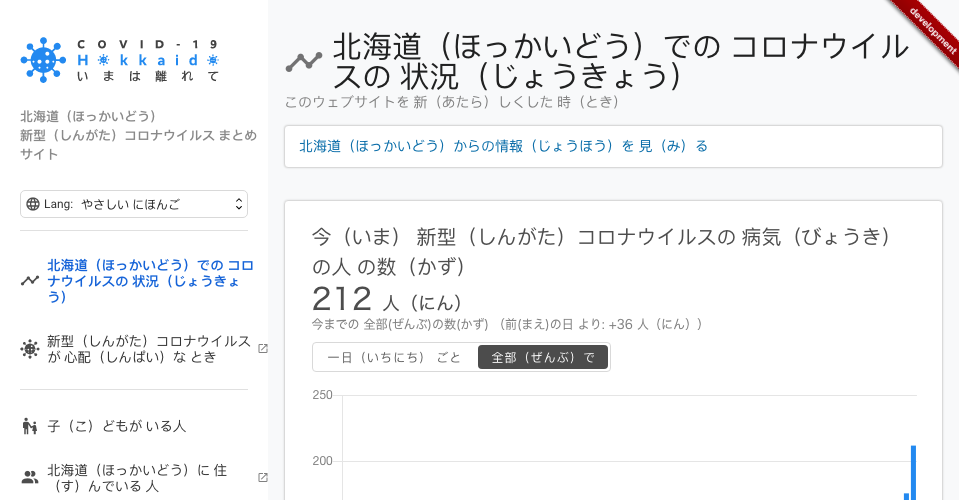 COVID-19
Hokkaido
いまは離れて
北海道（ほっかいどう）
新型（しんがた）コロナウイルス まとめ
サイト
Lang: やさしい にほんご
北海道（ほっかいどう）での コロ
ナウイルスの 状況（じょうきょ
う）
新型（しんがた）コロナウイルス
が 心配（しんぱい）な とき
子（こ）どもが いる人
北海道（ほっかいどう）に 住
（す）んでいる 人
development
北海道（ほっかいどう）での コロナウイル
スの 状況（じょうきょう）
このウェブサイトを 新（あたら）しくした 時（とき）
北海道（ほっかいどう）からの情報（じょうほう）を 見（み）る
今（いま） 新型（しんがた）コロナウイルスの 病気（びょうき）
の人 の数（かず）
212 人（にん）
今までの 全部(ぜんぶ)の数(かず) （前(まえ)の日 より: +36 人（にん））
一日（いちにち） ごと
全部（ぜんぶ）で
250
200